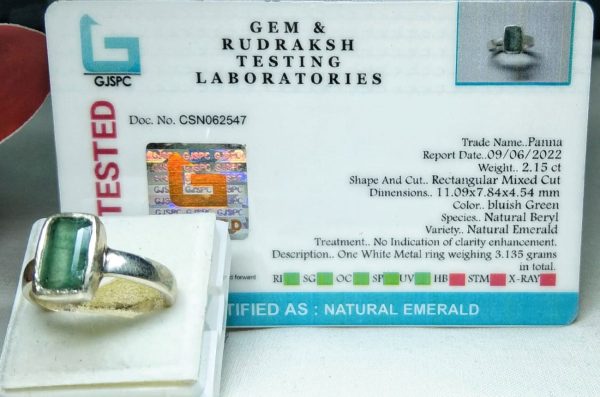 GEM &
RUDRAKSH
TESTING
LABORATORIES
GJSPC
TESTED
Doc. No. CSN062547
GJSPC
Trade Name..Panna
Report Date..09/06/2022
Weight.. 2.15 ct
Shape And Cut.. Rectangular Mixed Cut
Dimensions.. 11.09x7.84x4.54 mm
Color.. bluish Green
Species.. Natural Beryl
Variety.. Natural Emerald
Treatment.. No Indication of clarity enhancement.
Description.. One White Metal ring weighing 3.135 grams
in total.
forward
RI SG OC SP UV HB STM X-RAY
TIFIED AS : NATURAL EMERALD